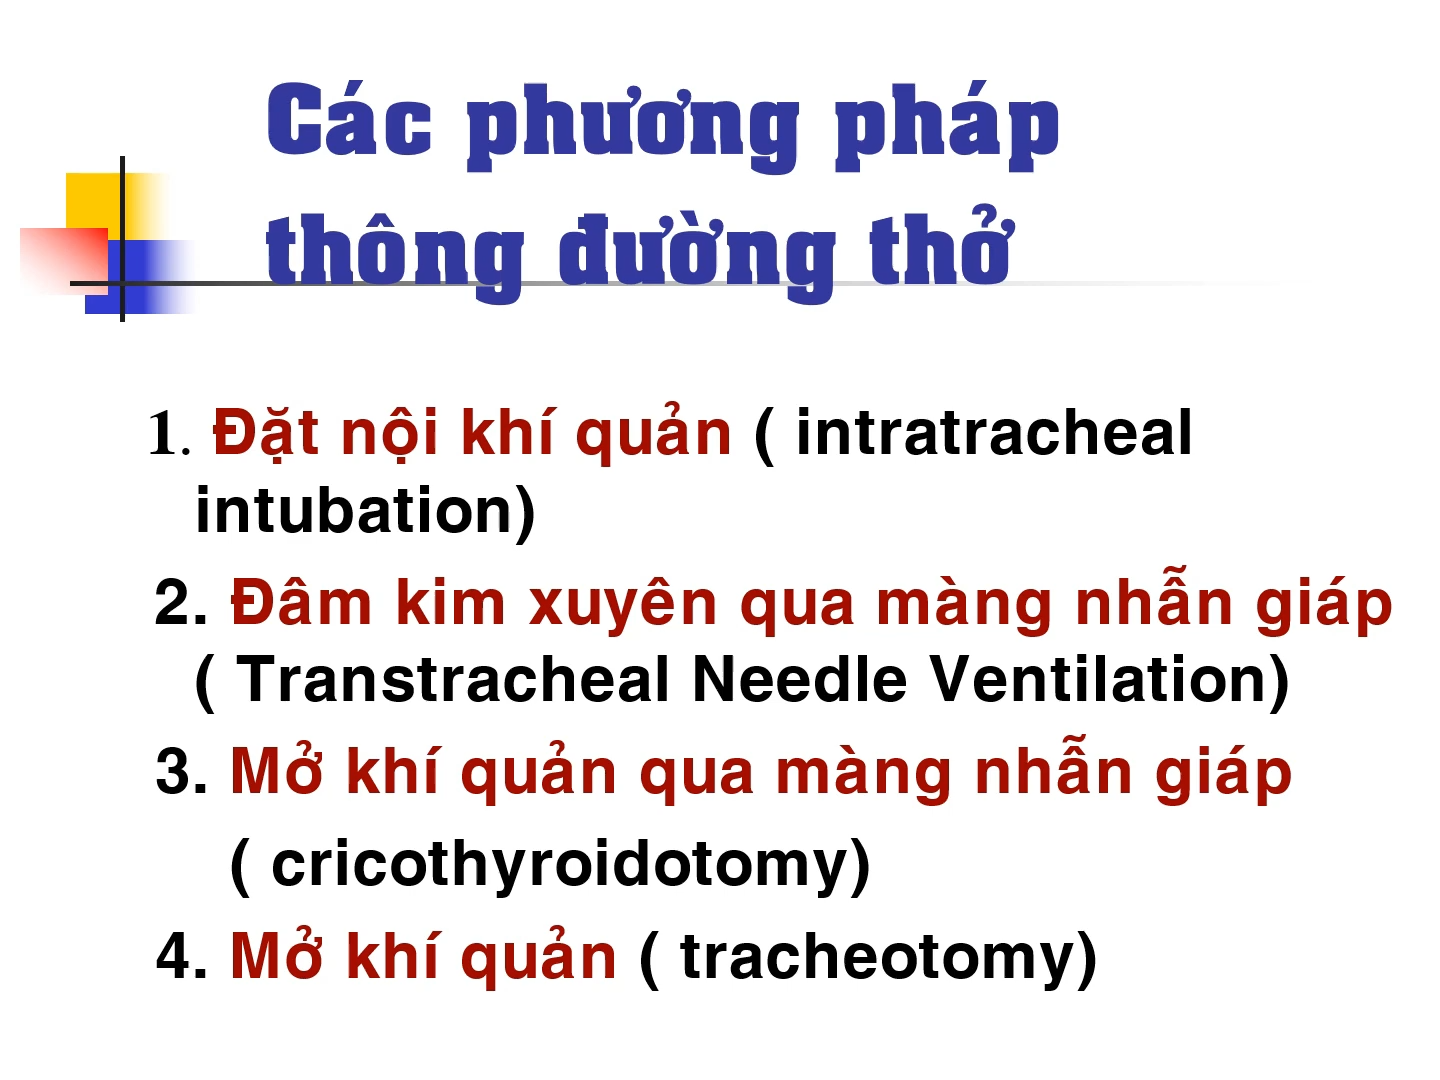 Các phương pháp
thông đường thở
1. Đặt nội khí quản ( intratracheal
intubation)
2. Đâm kim xuyên qua màng nhẫn giáp
( Transtracheal Needle Ventilation)
3. Mở khí quản qua màng nhẫn giáp
( cricothyroidotomy)
4. Mở khí quản ( tracheotomy)